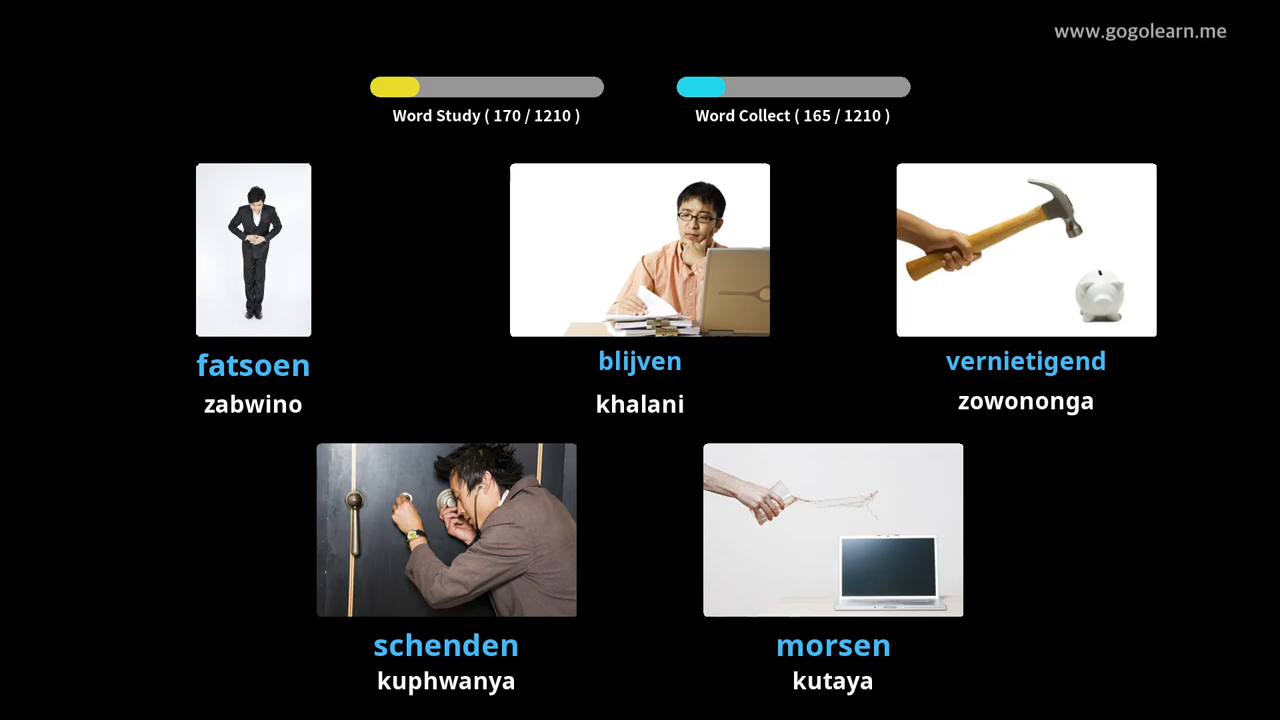 www.gogolearn.me
Word Study ( 170 / 1210 )
Word Collect ( 165 / 1210 )
fatsoen
zabwino
blijven
khalani
vernietigend
zowononga
schenden
kuphwanya
morsen
kutaya